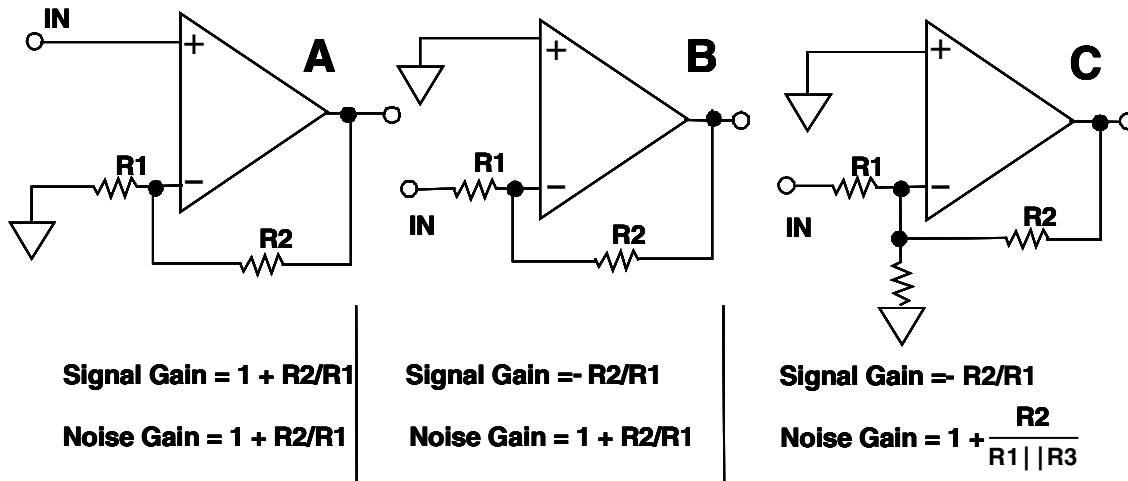 IN
A
+
R1
−
R2
Signal Gain = 1 + R2/R1
Noise Gain = 1 + R2/R1
B
+
R1
−
IN
R2
Signal Gain =- R2/R1
Noise Gain = 1 + R2/R1
C
+
R1
−
IN
R2
Signal Gain =- R2/R1
Noise Gain = 1 + R2
R1||R3